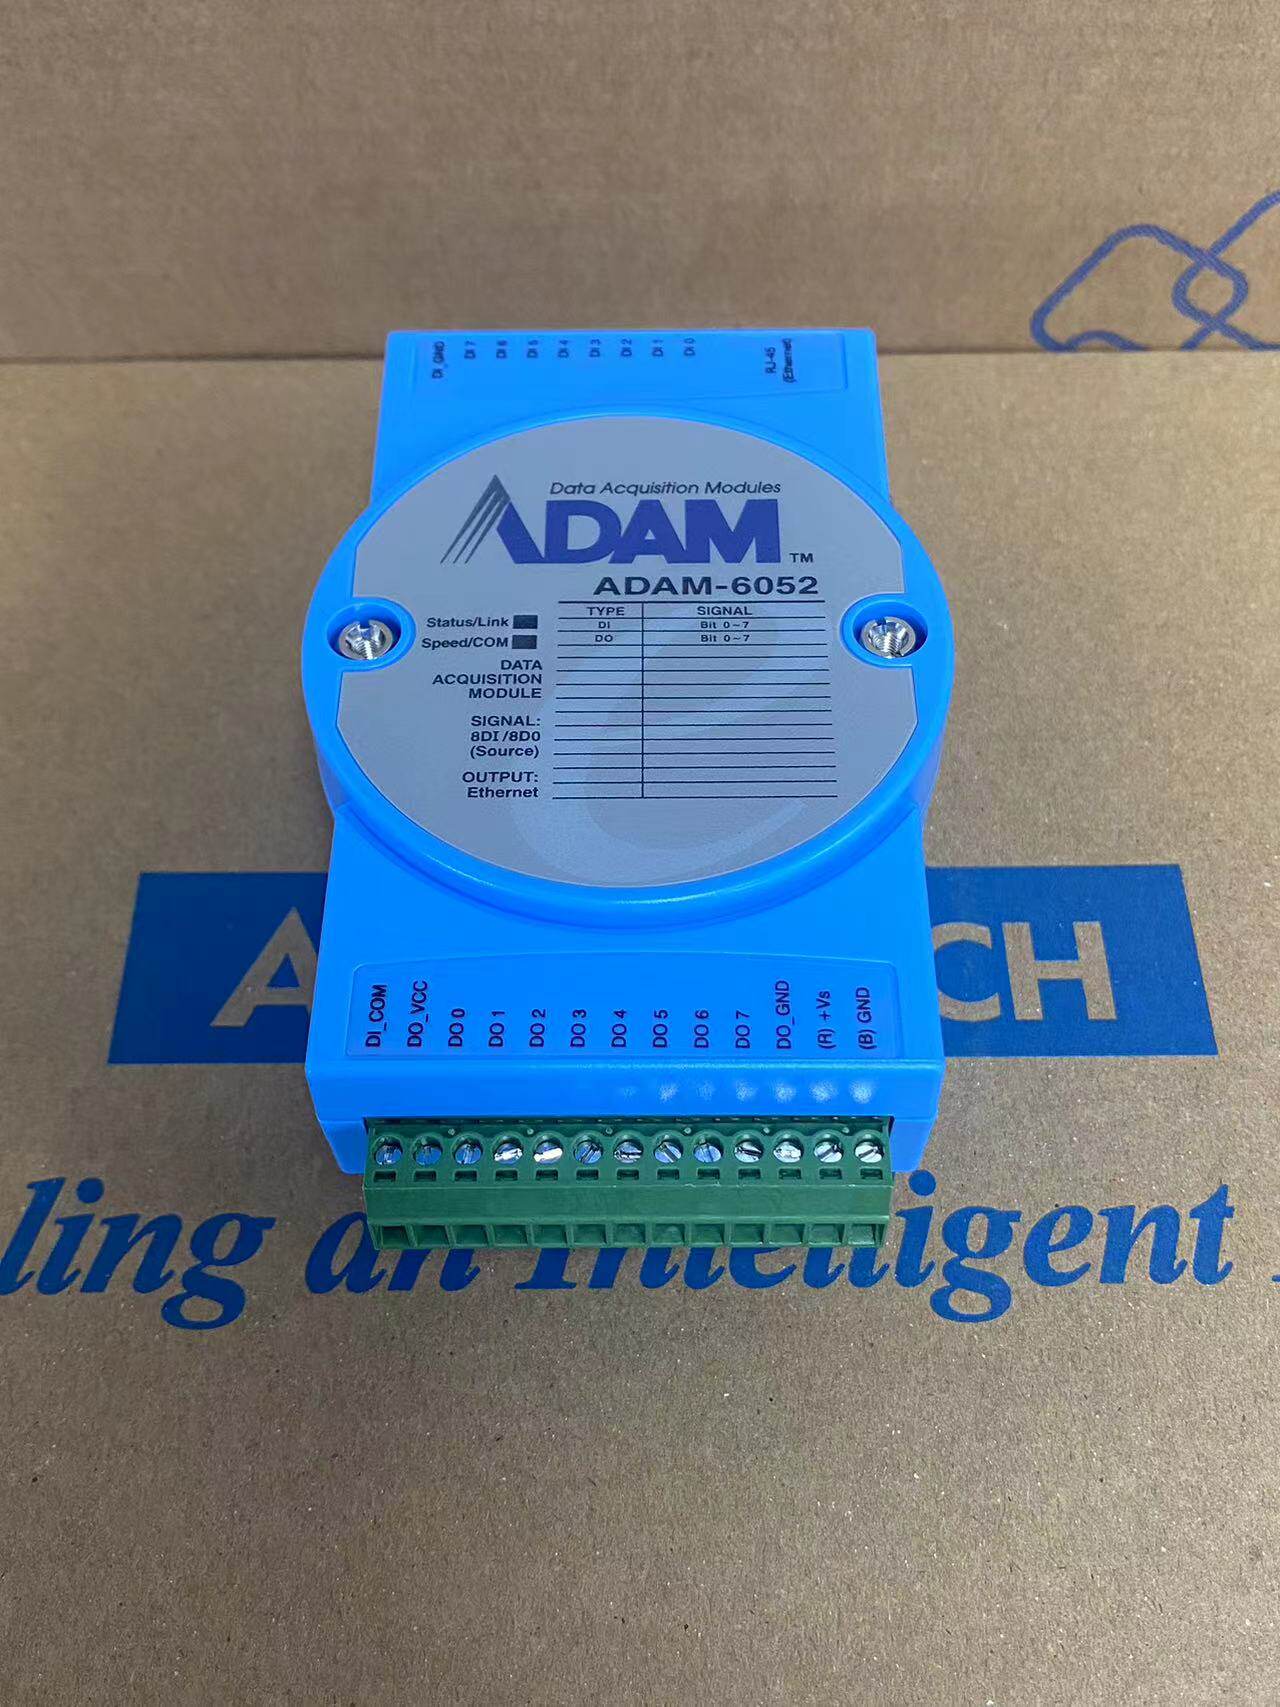 DI_GND
DI 7
DI 6
DI 5
DI 4
DI 3
DI 2
DI 1
DI 0
RJ-45
(Ethernet)
Data Acquisition Modules
ADAM™
ADAM-6052
Status/Link
Speed/COM
TYPE SIGNAL
DI Bit 0~7
DO Bit 0~7
DATA
ACQUISITION
MODULE
SIGNAL:
8DI/8D0
(Source)
OUTPUT:
Ethernet
A CH
DI_COM
DO_VCC
DO 0
DO 1
DO 2
DO 3
DO 4
DO 5
DO 6
DO 7
DO_GND
(R) +Vs
(B) GND
ling an Intelligent